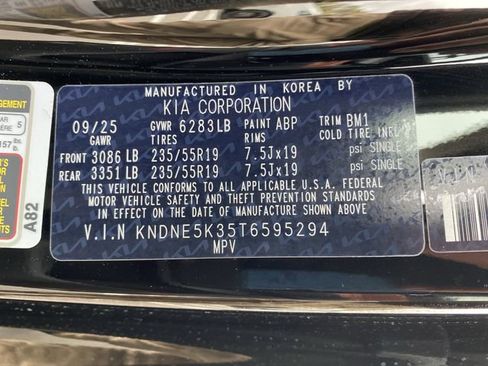 MANUFACTURED IN KOREA BY
KIA CORPORATION
09/25 GVWR 6283LB PAINT ABP TRIM BM1
GAWR TIRES RIMS COLD TIRE INFL
FRONT 3086 LB 235/55R19 7.5Jx19 psi SINGLE
REAR 3351 LB 235/55R19 7.5Jx19 psi SINGLE
THIS VEHICLE CONFORMS TO ALL APPLICABLE U.S.A. FEDERAL
MOTOR VEHICLE SAFETY AND THEFT PREVENTION STANDARDS
IN EFFECT ON THE DATE OF MANUFACTURE SHOWN ABOVE.
V.I.N KNDNE5K35T6595294
MPV
A82